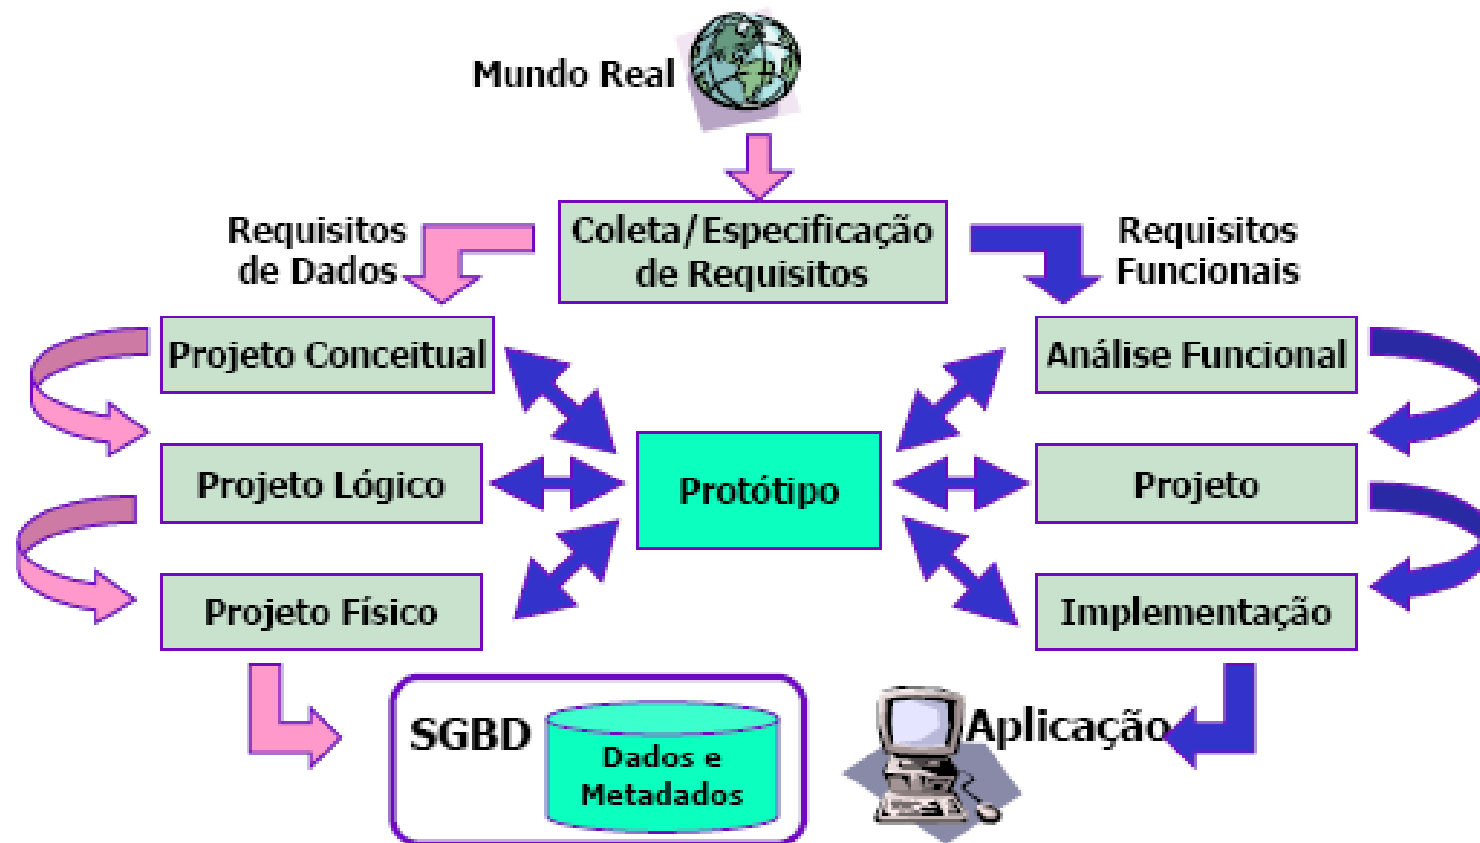 Mundo Real
Coleta/Especificação
de Requisitos
Requisitos
de Dados
Requisitos
Funcionais
Projeto Conceitual
Análise Funcional
Projeto Lógico
Protótipo
Projeto
Projeto Físico
Implementação
SGBD
Dados e
Metadados
Aplicação